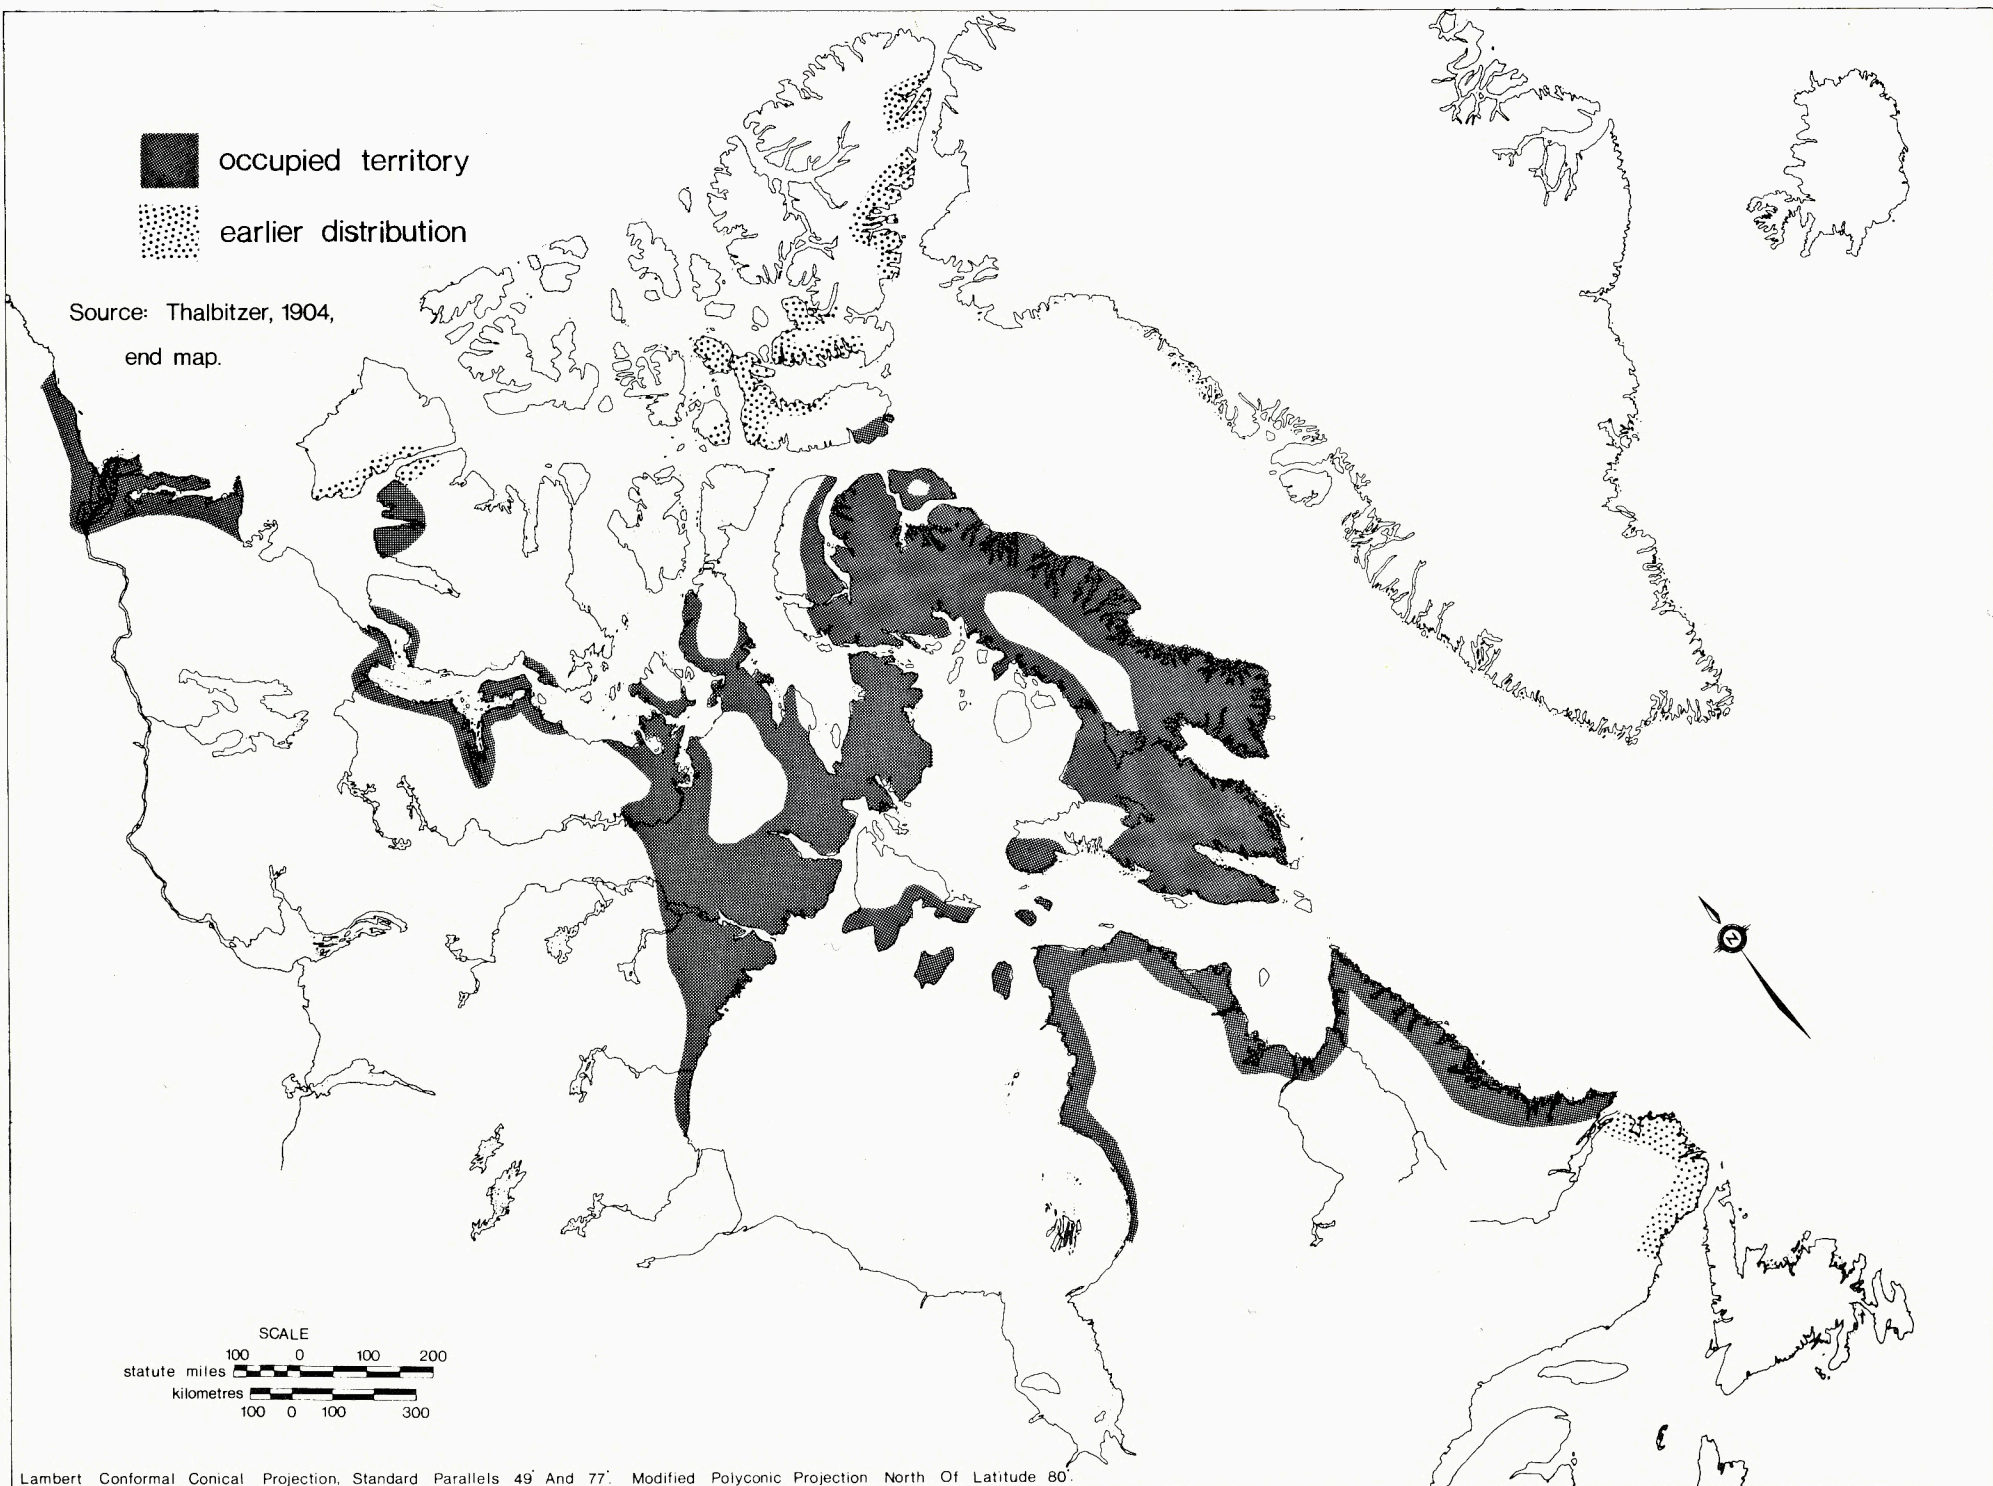 occupied territory
earlier distribution
Source: Thalbitzer, 1904,
end map.
N
SCALE
100 0 100 200
statute miles
kilometres
100 0 100 300
Lambert Conformal Conical Projection, Standard Parallels 49° And 77°. Modified Polyconic Projection North Of Latitude 80°.